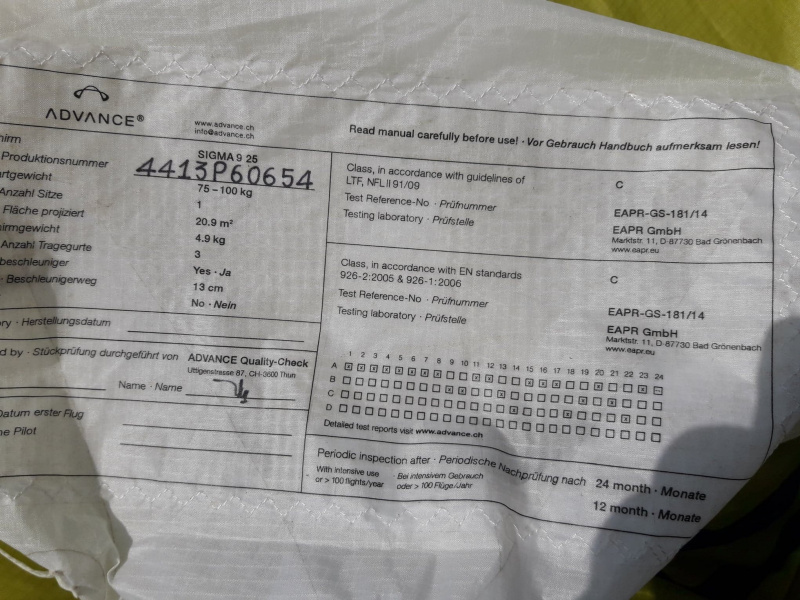 ADVANCE®
www.advance.ch
info@advance.ch
Read manual carefully before use! · Vor Gebrauch Handbuch aufmerksam lesen!
SIGMA 9 25
Produktionsnummer 4413P60654
75 – 100 kg
Anzahl Sitze 1
Fläche projiziert 20.9 m²
4.9 kg
Anzahl Tragegurte 3
Yes · Ja
Beschleunigerweg 13 cm
No · Nein
Herstellungsdatum
by · Stückprüfung durchgeführt von ADVANCE Quality-Check
Uttigenstrasse 87, CH-3600 Thun
Name · Name
Datum erster Flug
Pilot
Class, in accordance with guidelines of
LTF, NFL II 91/09 C
Test Reference-No · Prüfnummer EAPR-GS-181/14
Testing laboratory · Prüfstelle EAPR GmbH
Marktstr. 11, D-87730 Bad Grönenbach
www.eapr.eu
Class, in accordance with EN standards
926-2:2005 & 926-1:2006 C
Test Reference-No · Prüfnummer EAPR-GS-181/14
Testing laboratory · Prüfstelle EAPR GmbH
Marktstr. 11, D-87730 Bad Grönenbach
www.eapr.eu
1 2 3 4 5 6 7 8 9 10 11 12 13 14 15 16 17 18 19 20 21 22 23 24
A
B
C
D
Detailed test reports visit www.advance.ch
Periodic inspection after · Periodische Nachprüfung nach 24 month · Monate
With intensive use · Bei intensivem Gebrauch
or > 100 flights/year oder > 100 Flüge/Jahr 12 month · Monate